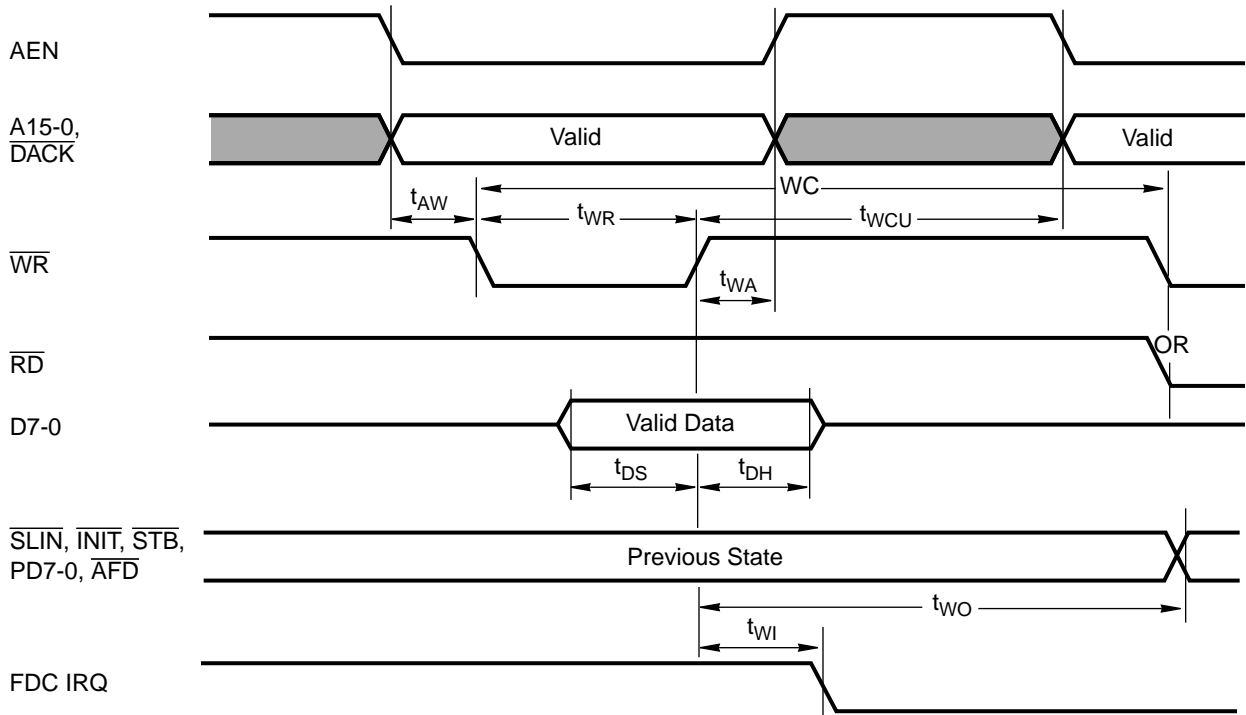 AEN
A15-0,
DACK
Valid
Valid
WC
tAW
tWR
tWCU
WR
tWA
RD
OR
D7-0
Valid Data
tDS
tDH
SLIN, INIT, STB,
PD7-0, AFD
Previous State
tWO
tWI
FDC IRQ